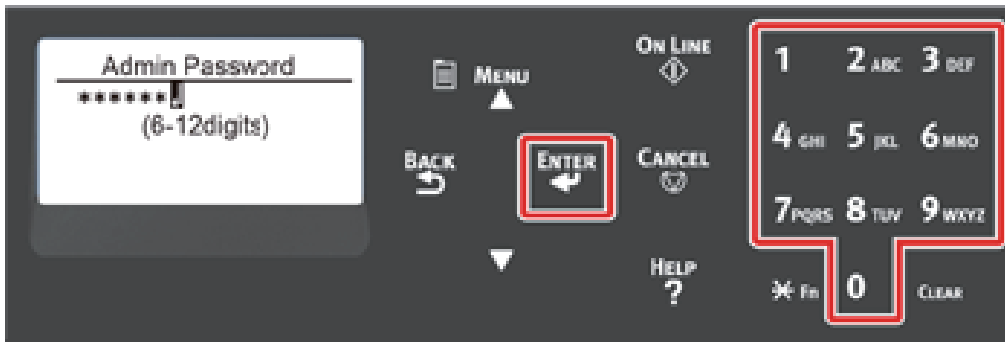 Admin Password
******
(6-12digits)
MENU
BACK
ENTER
ON LINE
CANCEL
HELP
?
1 2 ABC 3 DEF
4 GHI 5 JKL 6 MNO
7 PQRS 8 TUV 9 WXYZ
* Fn 0 CLEAR